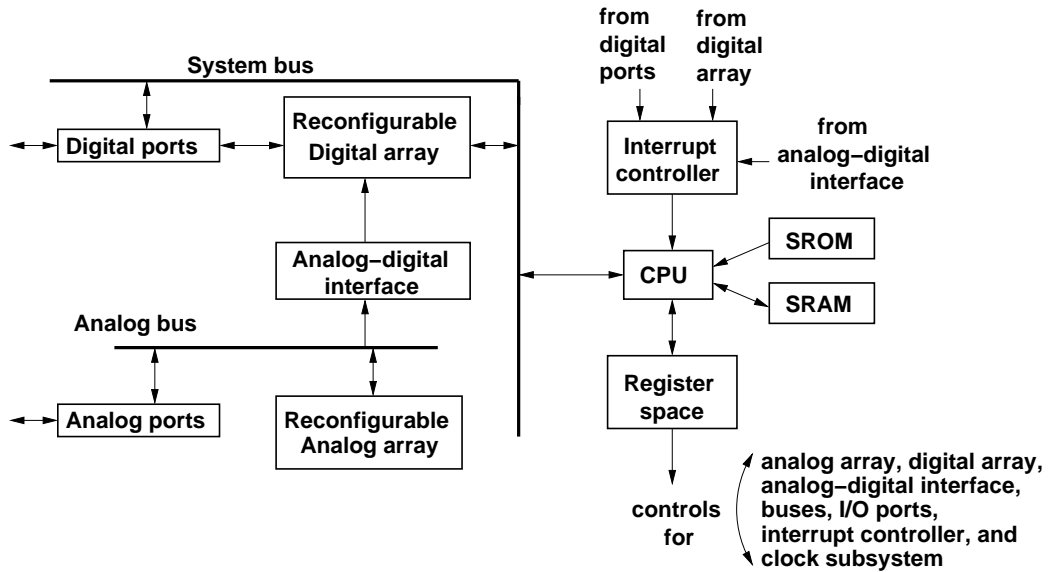 System bus
Digital ports
Reconfigurable
Digital array
Analog–digital
interface
Analog bus
Analog ports
Reconfigurable
Analog array
from
digital
ports
from
digital
array
Interrupt
controller
from
analog–digital
interface
CPU
SROM
SRAM
Register
space
controls
for
analog array, digital array,
analog–digital interface,
buses, I/O ports,
interrupt controller, and
clock subsystem